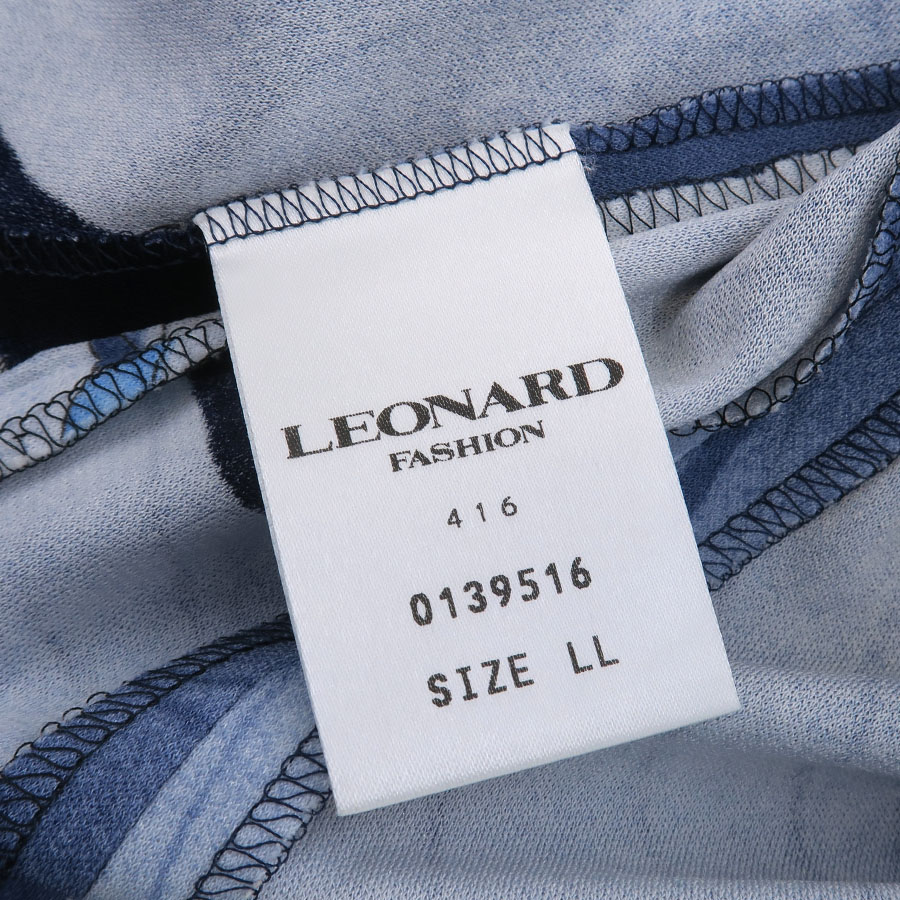 LEONARD
FASHION
416
0139516
SIZE LL